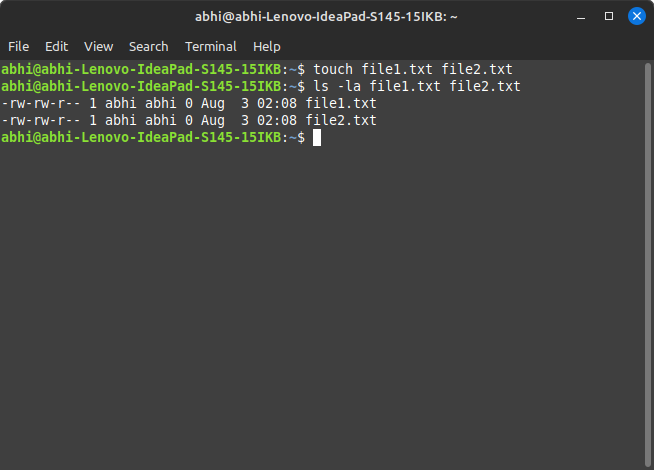 abhi@abhi-Lenovo-IdeaPad-S145-15IKB: ~
File Edit View Search Terminal Help
abhi@abhi-Lenovo-IdeaPad-S145-15IKB:~$ touch file1.txt file2.txt
abhi@abhi-Lenovo-IdeaPad-S145-15IKB:~$ ls -la file1.txt file2.txt
-rw-rw-r-- 1 abhi abhi 0 Aug  3 02:08 file1.txt
-rw-rw-r-- 1 abhi abhi 0 Aug  3 02:08 file2.txt
abhi@abhi-Lenovo-IdeaPad-S145-15IKB:~$